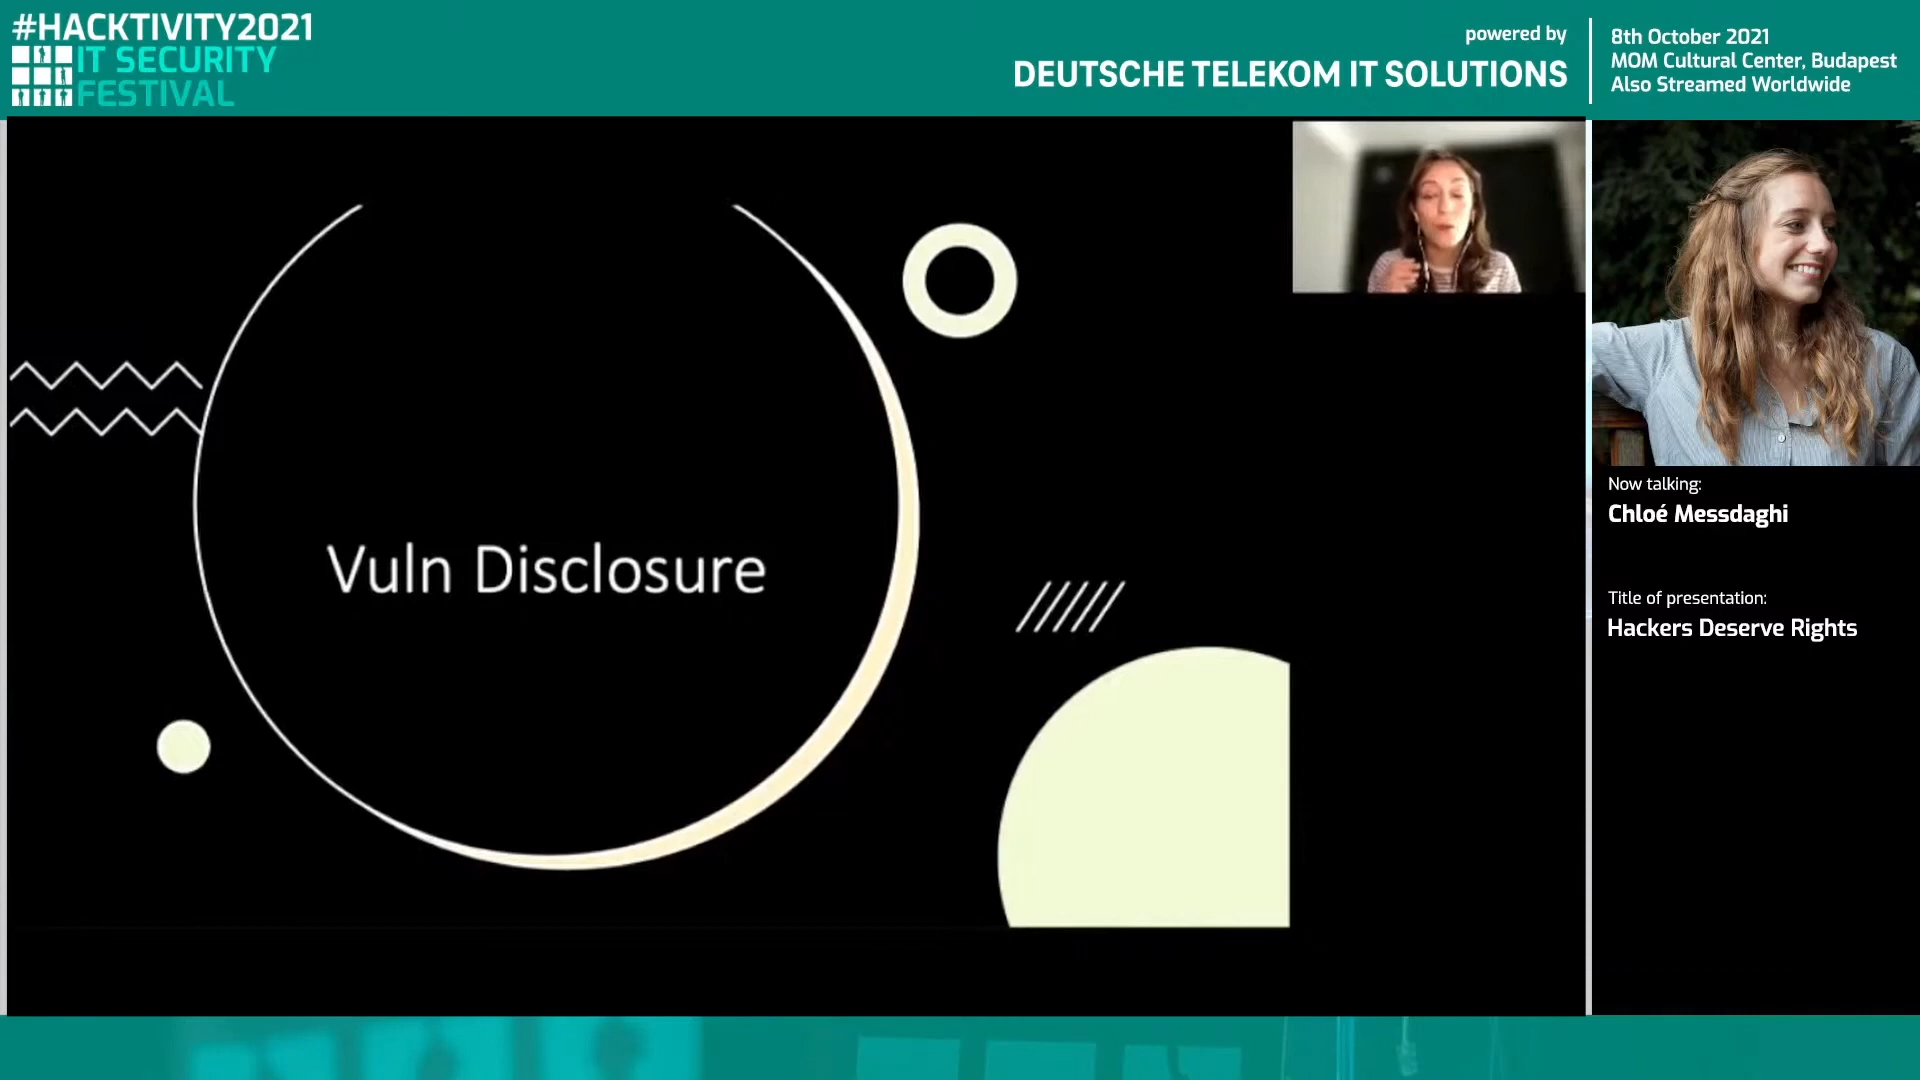 #HACKTIVITY2021
IT SECURITY
FESTIVAL
powered by
DEUTSCHE TELEKOM IT SOLUTIONS
8th October 2021
MOM Cultural Center, Budapest
Also Streamed Worldwide
Vuln Disclosure
Now talking:
Chloé Messdaghi
Title of presentation:
Hackers Deserve Rights